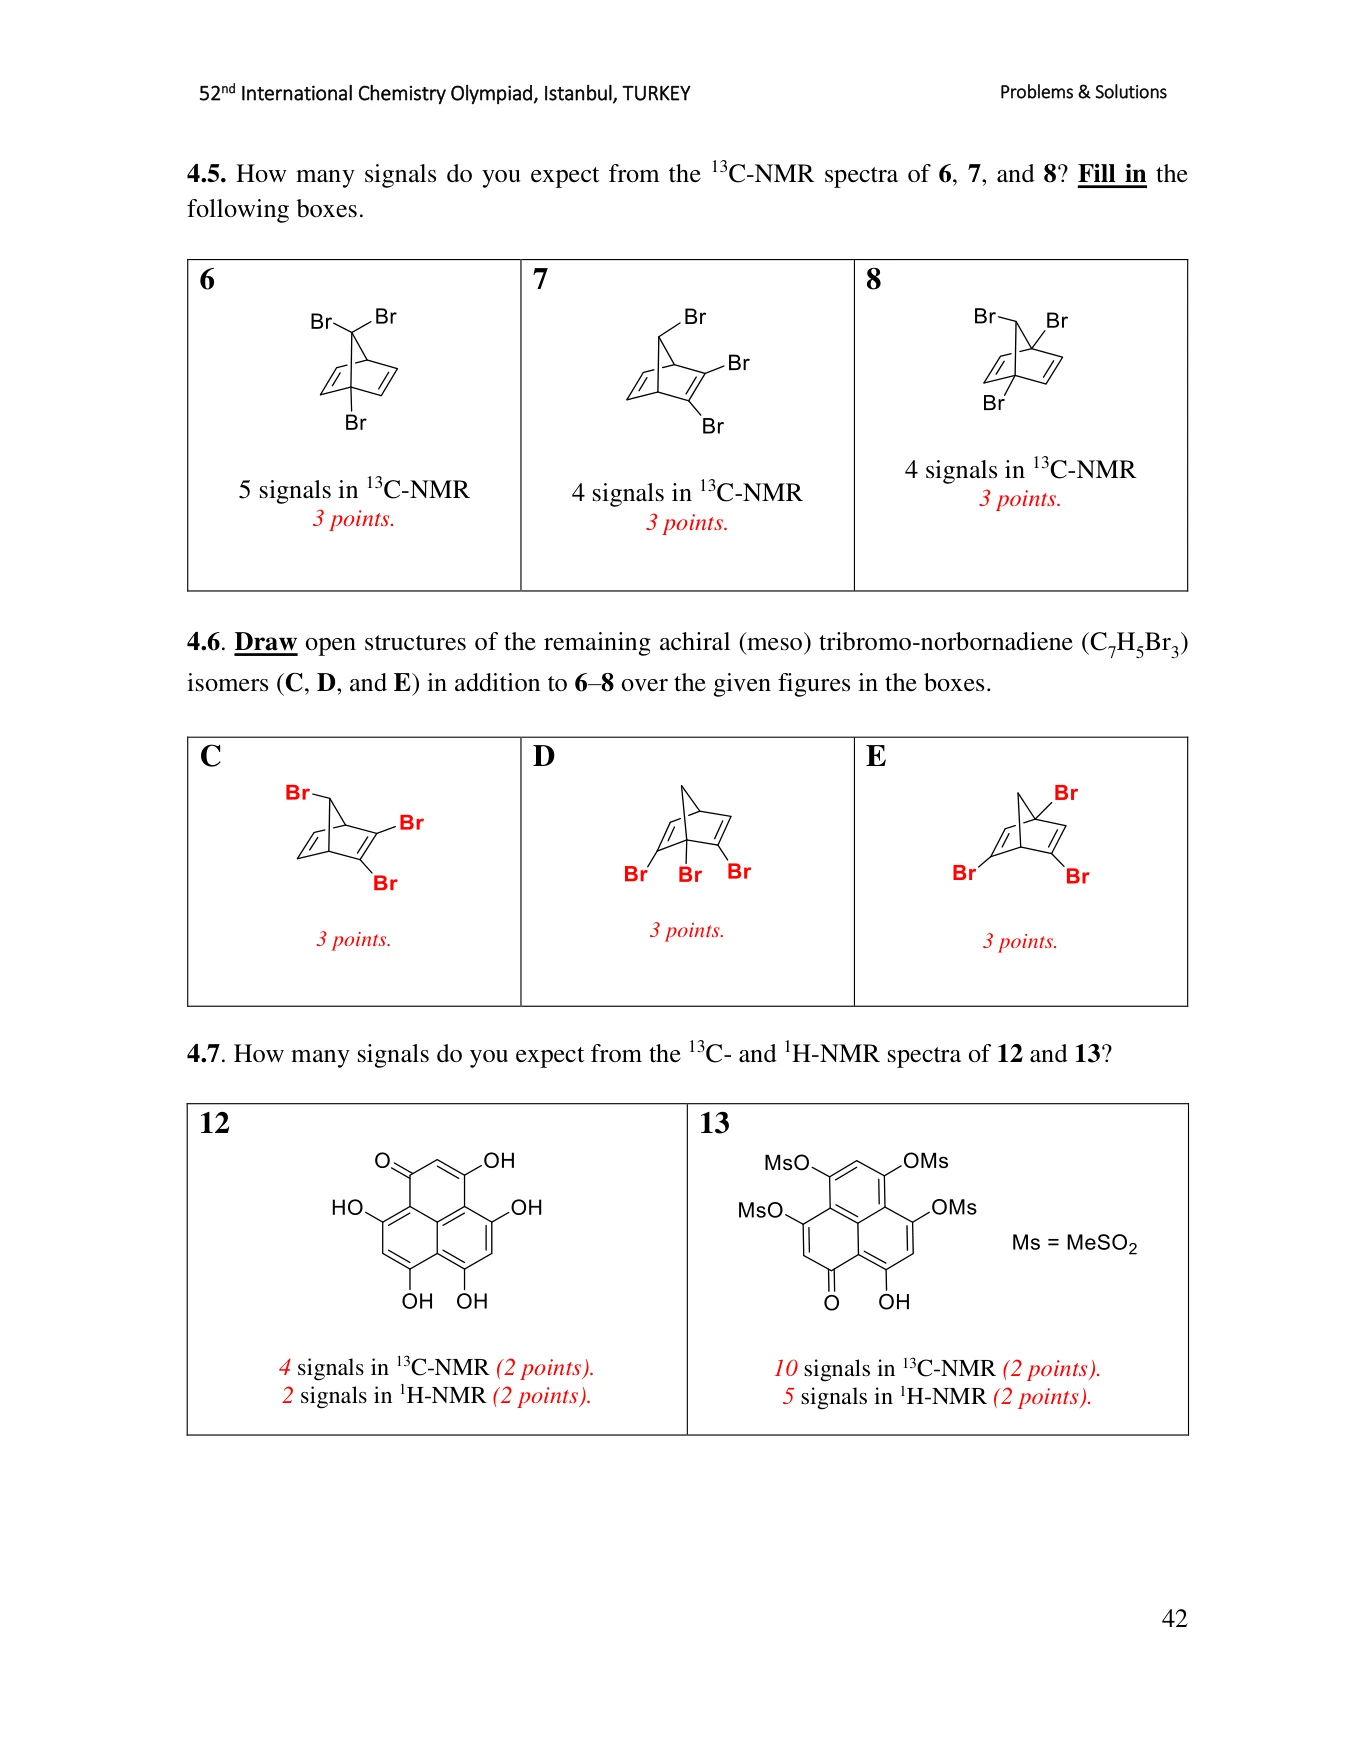 52nd International Chemistry Olympiad, Istanbul, TURKEY Problems & Solutions
4.5. How many signals do you expect from the 13C-NMR spectra of 6, 7, and 8? Fill in the
following boxes.
6 7 8
Br Br
Br
5 signals in 13C-NMR
3 points.
Br
Br
Br
4 signals in 13C-NMR
3 points.
Br Br
Br
4 signals in 13C-NMR
3 points.
4.6. Draw open structures of the remaining achiral (meso) tribromo-norbornadiene (C7H5Br3)
isomers (C, D, and E) in addition to 6–8 over the given figures in the boxes.
C D E
Br
Br
Br
3 points.
Br Br Br
3 points.
Br
Br Br
3 points.
4.7. How many signals do you expect from the 13C- and 1H-NMR spectra of 12 and 13?
12 13
O OH
HO OH
OH OH
4 signals in 13C-NMR (2 points).
2 signals in 1H-NMR (2 points).
MsO OMs
MsO OMs
Ms = MeSO2
O OH
10 signals in 13C-NMR (2 points).
5 signals in 1H-NMR (2 points).
42